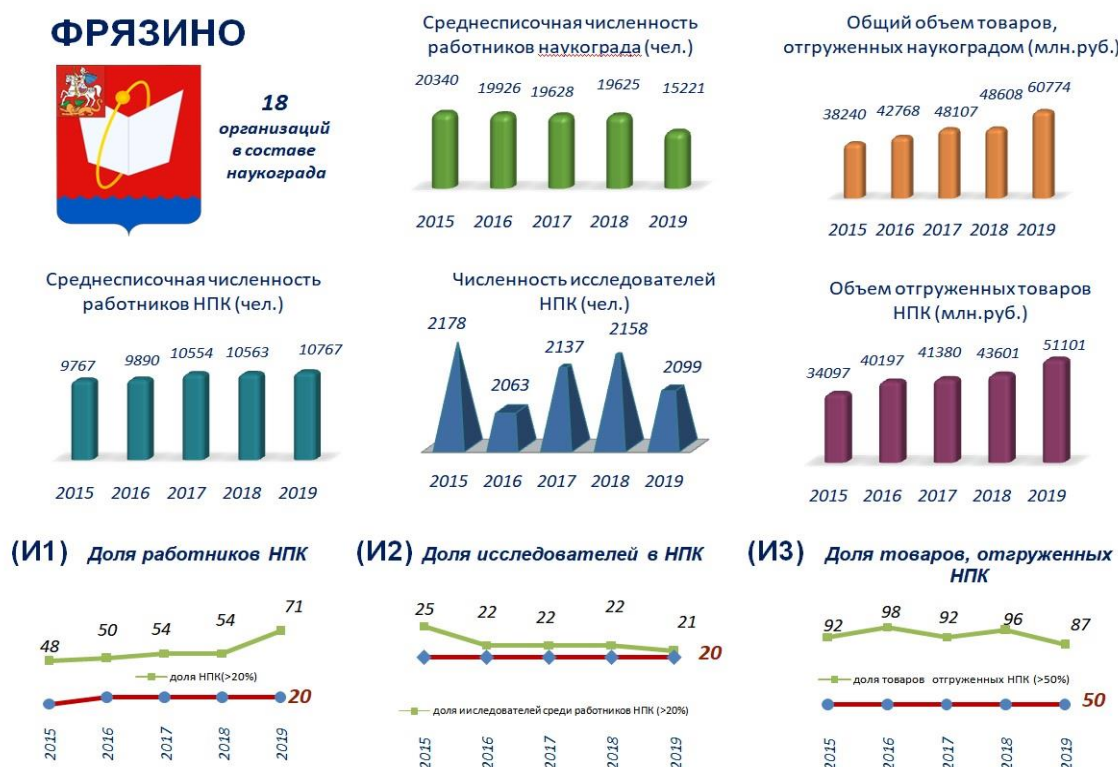 ФРЯЗИНО
18
организаций
в составе
наукограда
Среднесписочная численность
работников наукограда (чел.)
20340 19926 19628 19625 15221
2015 2016 2017 2018 2019
Общий объем товаров,
отгруженных наукоградом (млн.руб.)
38240 42768 48107 48608 60774
2015 2016 2017 2018 2019
Среднесписочная численность
работников НПК (чел.)
9767 9890 10554 10563 10767
2015 2016 2017 2018 2019
Численность исследователей
НПК (чел.)
2178 2063 2137 2158 2099
2015 2016 2017 2018 2019
Объем отгруженных товаров
НПК (млн.руб.)
34097 40197 41380 43601 51101
2015 2016 2017 2018 2019
(И1) Доля работников НПК
48 50 54 54 71
доля НПК(>20%)
20
2015 2016 2017 2018 2019
(И2) Доля исследователей в НПК
25 22 22 22 21
20
доля ииследователей среди работников НПК (>20%)
2015 2016 2017 2018 2019
(И3) Доля товаров, отгруженных
НПК
92 98 92 96 87
доля товаров отгруженных НПК (>50%)
50
2015 2016 2017 2018 2019